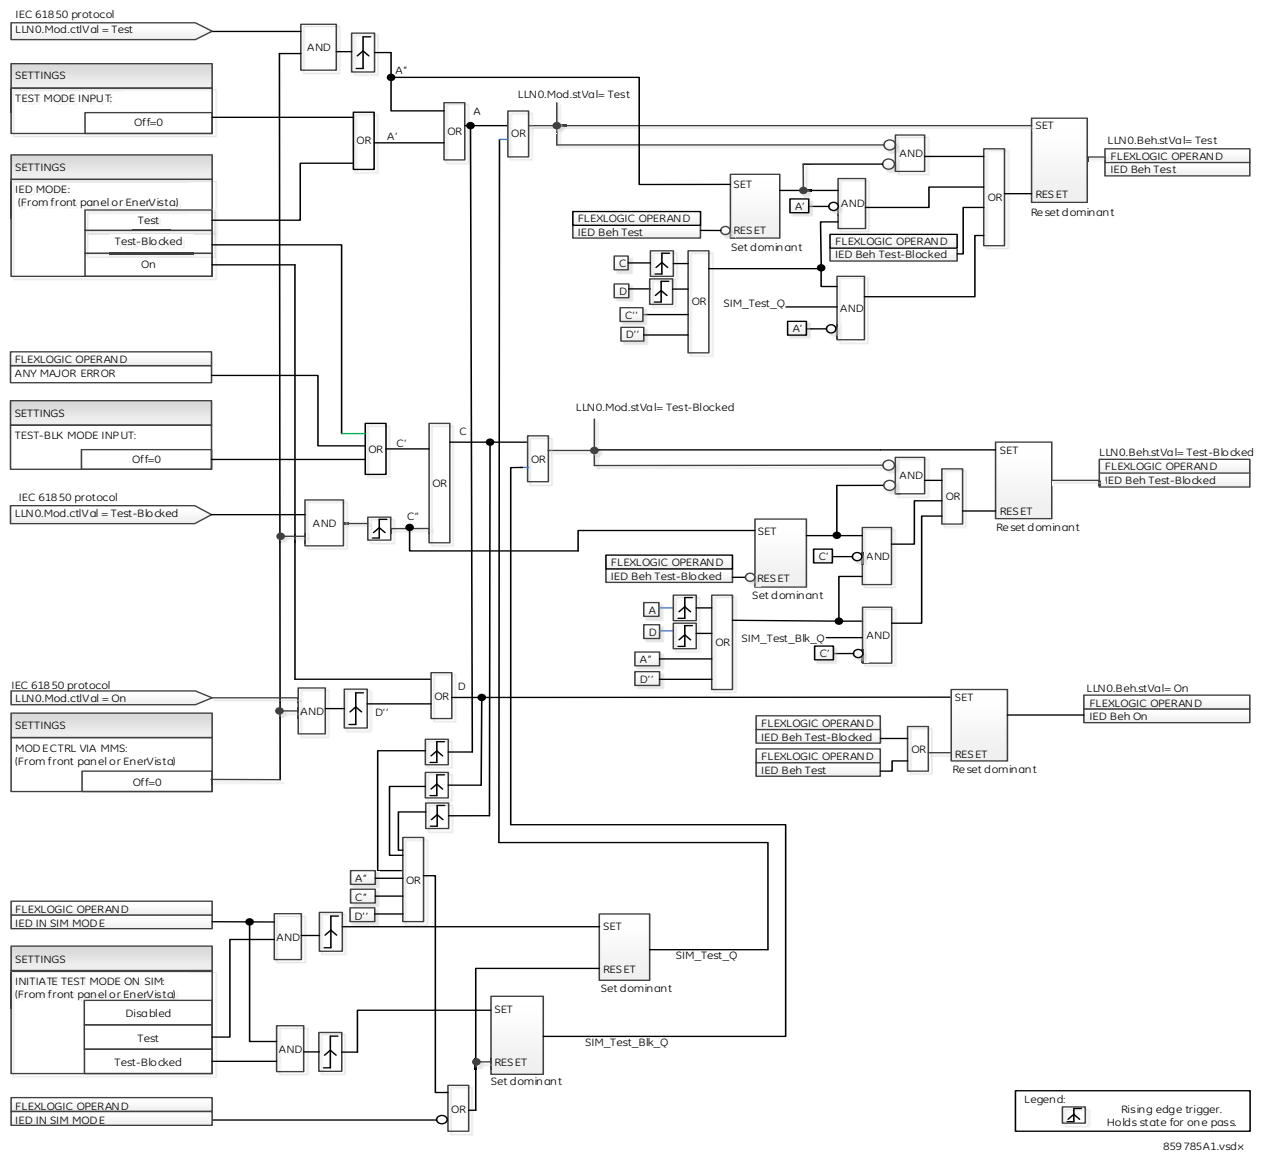 IEC 61850 protocol
LLN0.Mod.ctlVal = Test
AND
SETTINGS
TEST MODE INPUT:
Off=0
OR
A''
A'
OR
A
LLN0.Mod.stVal= Test
OR
SETTINGS
IED MODE:
(From front panel or EnerVista)
Test
Test-Blocked
On
SET
RESET
Reset dominant
LLN0.Beh.stVal= Test
FLEXLOGIC OPERAND
IED Beh Test
AND
OR
SET
RESET
Set dominant
FLEXLOGIC OPERAND
IED Beh Test
A'
AND
FLEXLOGIC OPERAND
IED Beh Test-Blocked
C
D
C''
D''
OR
SIM_Test_Q
A'
AND
FLEXLOGIC OPERAND
ANY MAJOR ERROR
SETTINGS
TEST-BLK MODE INPUT:
Off=0
OR
C'
C
OR
LLN0.Mod.stVal= Test-Blocked
OR
IEC 61850 protocol
LLN0.Mod.ctlVal = Test-Blocked
AND
C''
SET
RESET
Reset dominant
LLN0.Beh.stVal= Test-Blocked
FLEXLOGIC OPERAND
IED Beh Test-Blocked
AND
OR
SET
RESET
Set dominant
FLEXLOGIC OPERAND
IED Beh Test-Blocked
C'
AND
A
D
A''
D''
OR
SIM_Test_Blk_Q
C'
AND
IEC 61850 protocol
LLN0.Mod.ctlVal = On
AND
D''
OR
D
SETTINGS
MODE CTRL VIA MMS:
(From front panel or EnerVista)
Off=0
SET
RESET
Reset dominant
LLN0.Beh.stVal= On
FLEXLOGIC OPERAND
IED Beh On
FLEXLOGIC OPERAND
IED Beh Test-Blocked
FLEXLOGIC OPERAND
IED Beh Test
OR
A''
C''
D''
OR
FLEXLOGIC OPERAND
IED IN SIM MODE
AND
SETTINGS
INITIATE TEST MODE ON SIM:
(From front panel or EnerVista)
Disabled
Test
Test-Blocked
AND
SET
RESET
Set dominant
SIM_Test_Q
SET
RESET
Set dominant
SIM_Test_Blk_Q
FLEXLOGIC OPERAND
IED IN SIM MODE
OR
Legend:
Rising edge trigger.
Holds state for one pass.
859785A1.vsdx